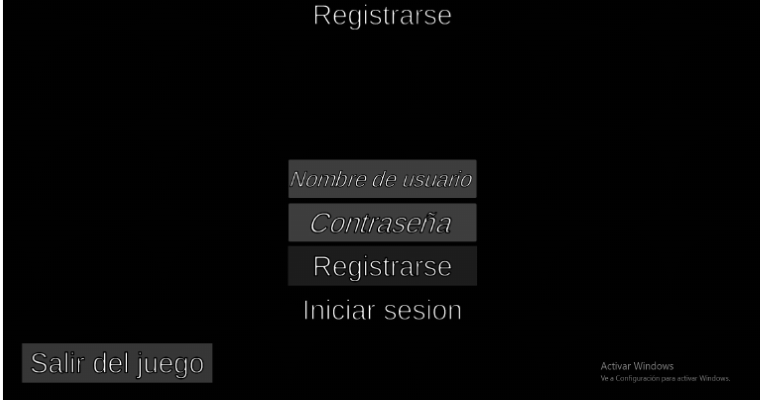 Registrarse
Nombre de usuario
Contraseña
Registrarse
Iniciar sesion
Salir del juego
Activar Windows
Ve a Configuración para activar Windows.